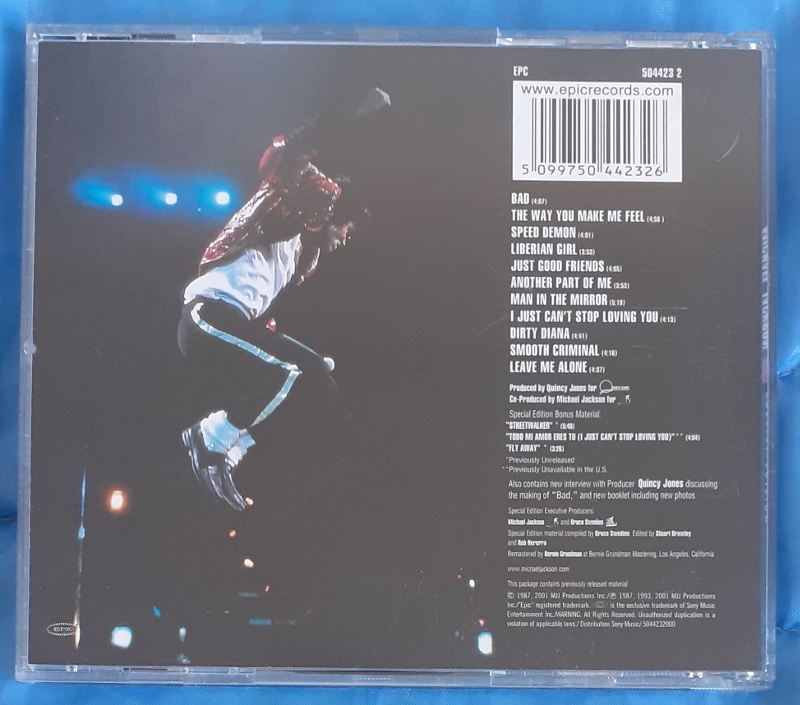 EPC 504423 2
www.epicrecords.com
5 099750 442326
BAD (4:07)
THE WAY YOU MAKE ME FEEL (4:58)
SPEED DEMON (4:01)
LIBERIAN GIRL (3:53)
JUST GOOD FRIENDS (4:05)
ANOTHER PART OF ME (3:53)
MAN IN THE MIRROR (5:18)
I JUST CAN'T STOP LOVING YOU (4:13)
DIRTY DIANA (4:41)
SMOOTH CRIMINAL (4:16)
LEAVE ME ALONE (4:37)
Produced by Quincy Jones for
Co-Produced by Michael Jackson for
Special Edition Bonus Material:
"STREETWALKER" * (5:49)
"TODO MI AMOR ERES TU (I JUST CAN'T STOP LOVING YOU)" ** (4:04)
"FLY AWAY" * (3:26)
*Previously Unreleased
**Previously Unavailable in the U.S.
Also contains new interview with Producer Quincy Jones discussing
the making of "Bad," and new booklet including new photos
Special Edition Executive Producers:
Michael Jackson and Bruce Swedien
Special Edition material compiled by Bruce Swedien. Edited by Stuart Brawley
and Rob Herrera
Remastered by Bernie Grundman at Bernie Grundman Mastering, Los Angeles, California
www.michaeljackson.com
This package contains previously released material
© 1987, 2001 MJJ Productions Inc./℗ 1987, 1993, 2001 MJJ Productions
Inc./"Epic" registered trademark. is the exclusive trademark of Sony Music
Entertainment Inc./WARNING: All Rights Reserved. Unauthorized duplication is a
violation of applicable laws./ Distribution Sony Music/ 5044232000
EPIC